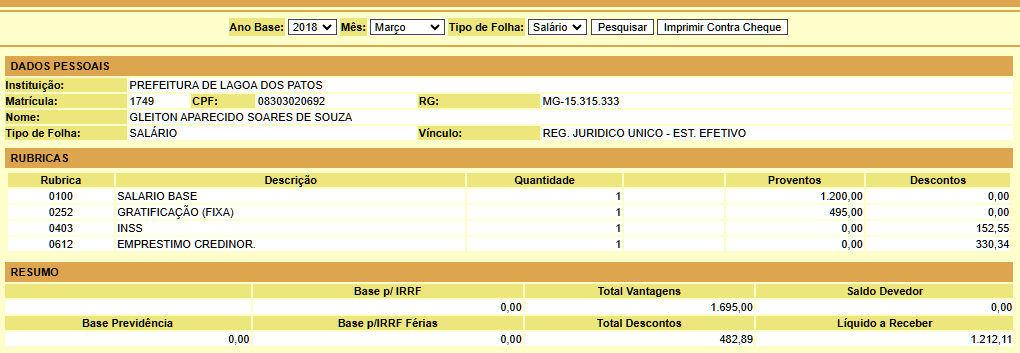 Ano Base: 2018 Mês: Março Tipo de Folha: Salário Pesquisar Imprimir Contra Cheque
DADOS PESSOAIS
Instituição: PREFEITURA DE LAGOA DOS PATOS
Matrícula: 1749 CPF: 08303020692 RG: MG-15.315.333
Nome: GLEITON APARECIDO SOARES DE SOUZA
Tipo de Folha: SALÁRIO Vínculo: REG. JURIDICO UNICO - EST. EFETIVO
RUBRICAS
Rubrica Descrição Quantidade Proventos Descontos
0100 SALARIO BASE 1 1.200,00 0,00
0252 GRATIFICAÇÃO (FIXA) 1 495,00 0,00
0403 INSS 1 0,00 152,55
0612 EMPRESTIMO CREDINOR. 1 0,00 330,34
RESUMO
Base p/ IRRF Total Vantagens Saldo Devedor
0,00 1.695,00 0,00
Base Previdência Base p/IRRF Férias Total Descontos Líquido a Receber
0,00 0,00 482,89 1.212,11